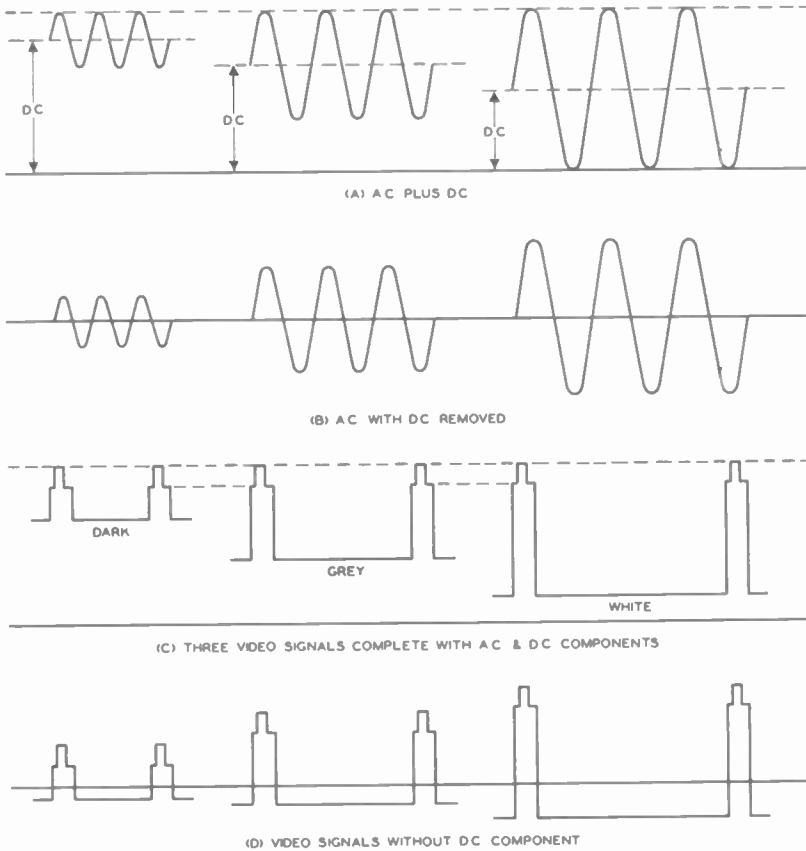 DC
DC
DC
(A) AC PLUS DC
(B) AC WITH DC REMOVED
DARK
GREY
WHITE
(C) THREE VIDEO SIGNALS COMPLETE WITH AC & DC COMPONENTS
(D) VIDEO SIGNALS WITHOUT DC COMPONENT